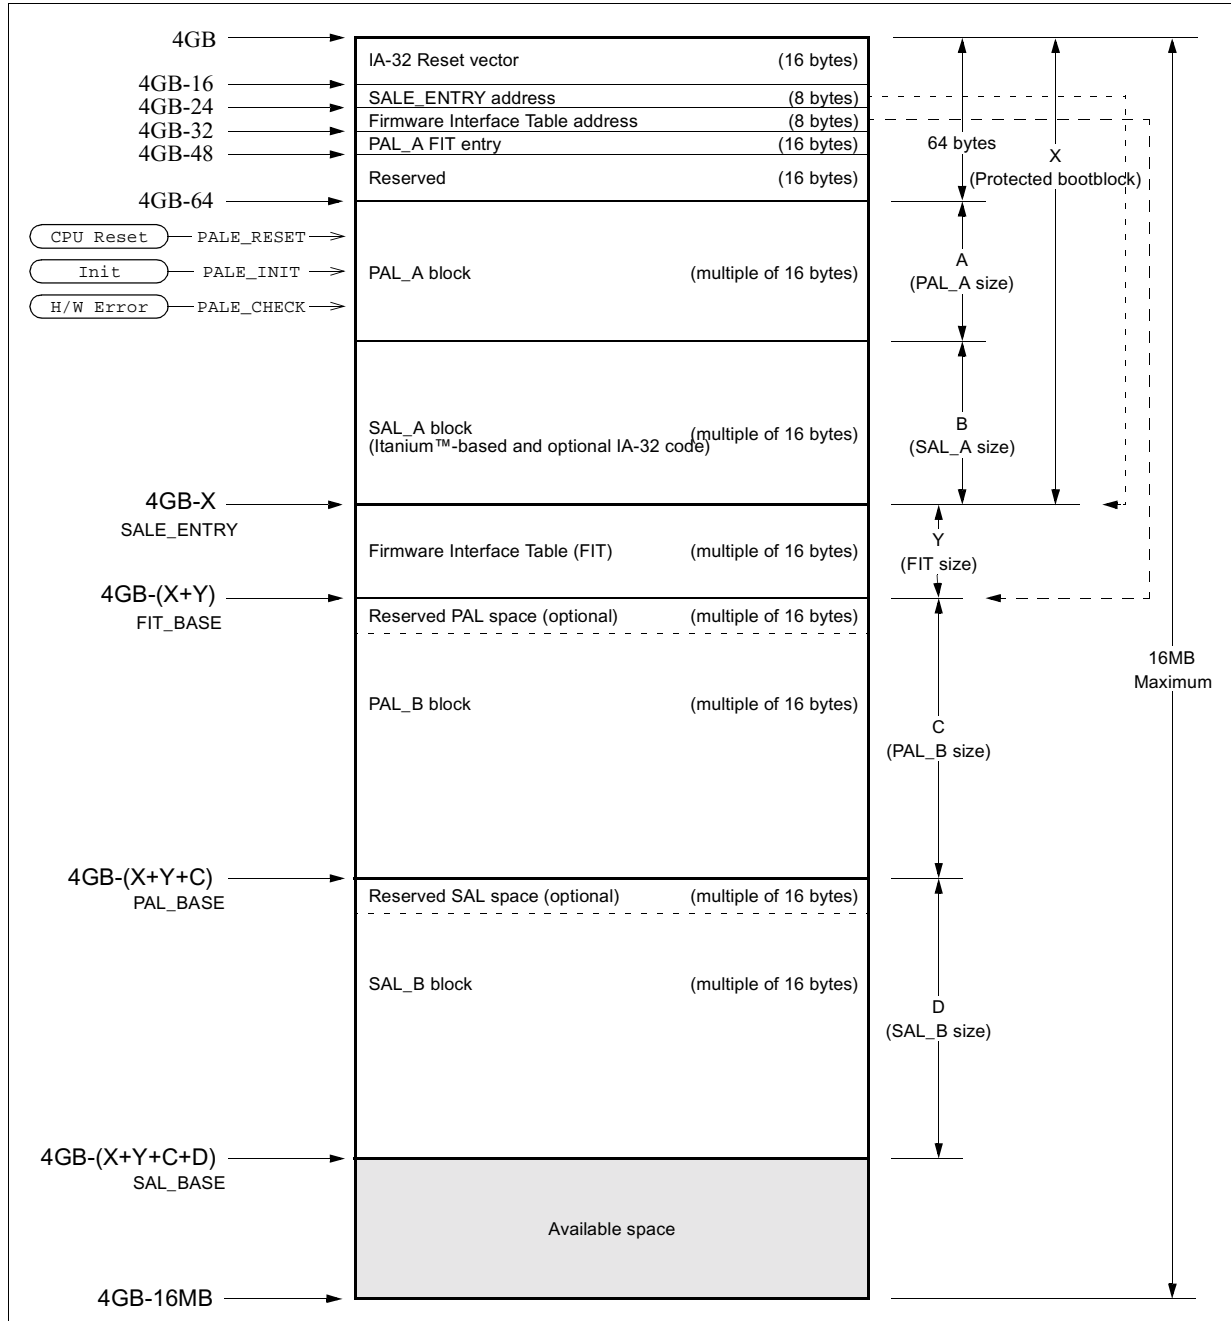 4GB
IA-32 Reset vector (16 bytes)
4GB-16
SALE_ENTRY address (8 bytes)
4GB-24
Firmware Interface Table address (8 bytes)
4GB-32
PAL_A FIT entry (16 bytes)
64 bytes
4GB-48
X
(Protected bootblock)
Reserved (16 bytes)
4GB-64
CPU Reset PALE_RESET
A
Init PALE_INIT
PAL_A block (multiple of 16 bytes)
(PAL_A size)
H/W Error PALE_CHECK
B
SAL_A block (multiple of 16 bytes)
(Itanium™-based and optional IA-32 code)
(SAL_A size)
4GB-X
SALE_ENTRY
Y
Firmware Interface Table (FIT) (multiple of 16 bytes)
(FIT size)
4GB-(X+Y)
FIT_BASE
Reserved PAL space (optional) (multiple of 16 bytes)
16MB
Maximum
PAL_B block (multiple of 16 bytes)
C
(PAL_B size)
4GB-(X+Y+C)
PAL_BASE
Reserved SAL space (optional) (multiple of 16 bytes)
SAL_B block (multiple of 16 bytes)
D
(SAL_B size)
4GB-(X+Y+C+D)
SAL_BASE
Available space
4GB-16MB